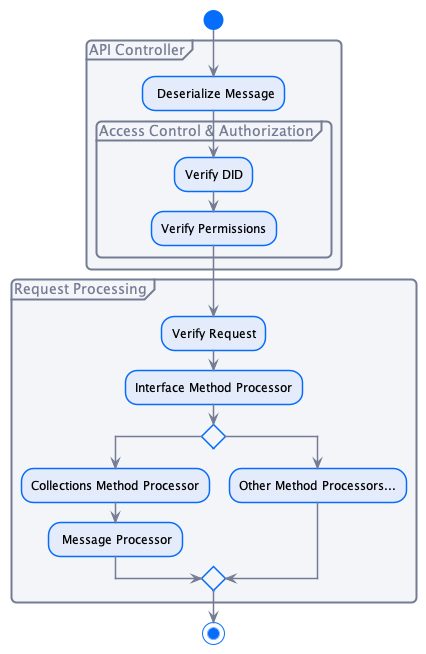 API Controller
Deserialize Message
Access Control & Authorization
Verify DID
Verify Permissions
Request Processing
Verify Request
Interface Method Processor
Collections Method Processor
Other Method Processors...
Message Processor